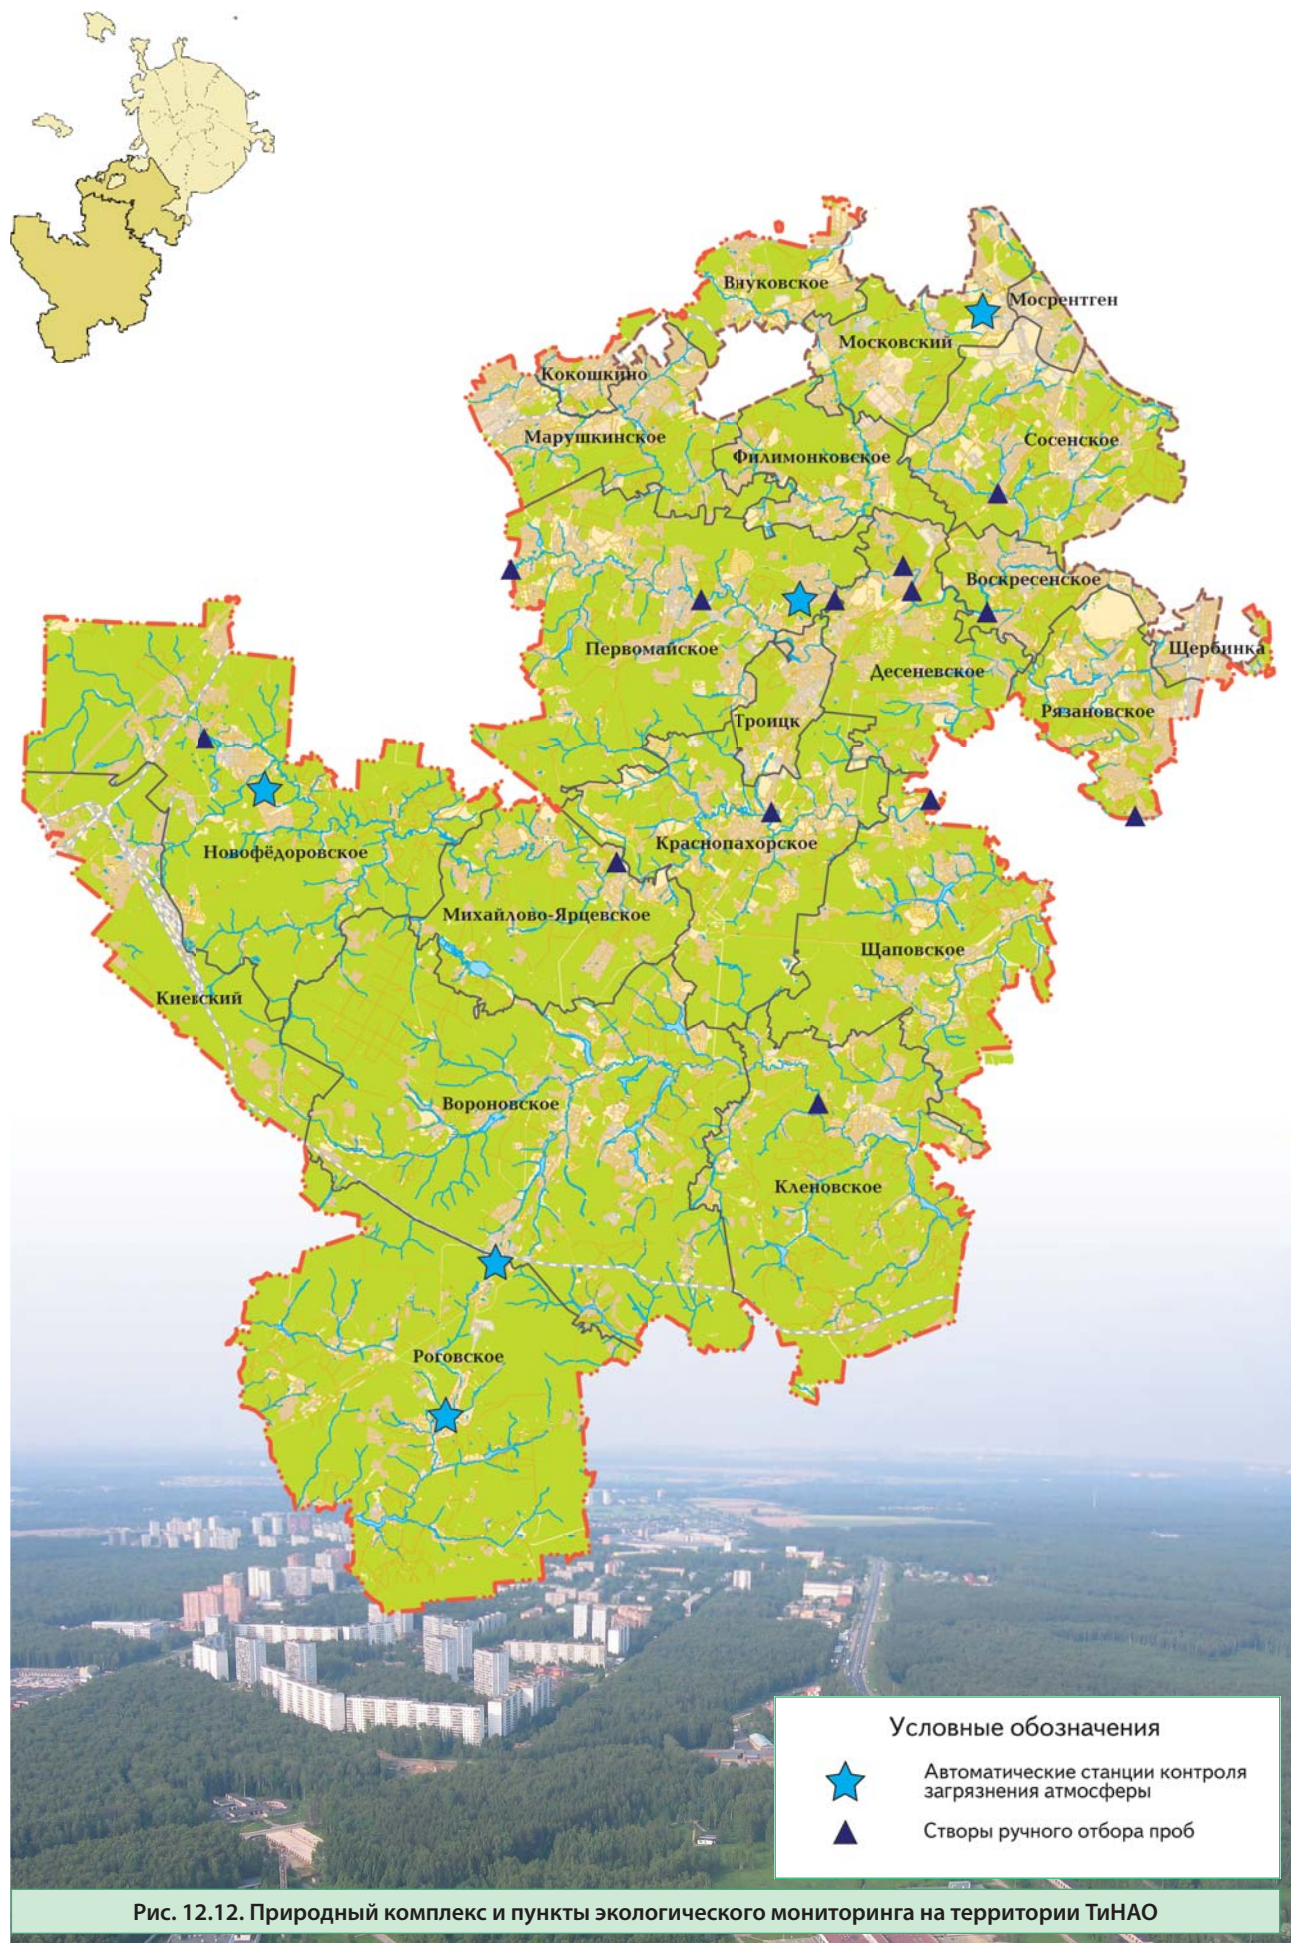 Внуковское
Мосрентген
Московский
Кокошкино
Марушкинское
Филимонковское
Сосенское
Воскресенское
Первомайское
Десеневское
Щербинка
Рязановское
Троицк
Краснопахорское
Новофёдоровское
Михайлово-Ярцевское
Щаповское
Киевский
Вороновское
Кленовское
Роговское
Условные обозначения
Автоматические станции контроля
загрязнения атмосферы
Створы ручного отбора проб
Рис. 12.12. Природный комплекс и пункты экологического мониторинга на территории ТиНАО